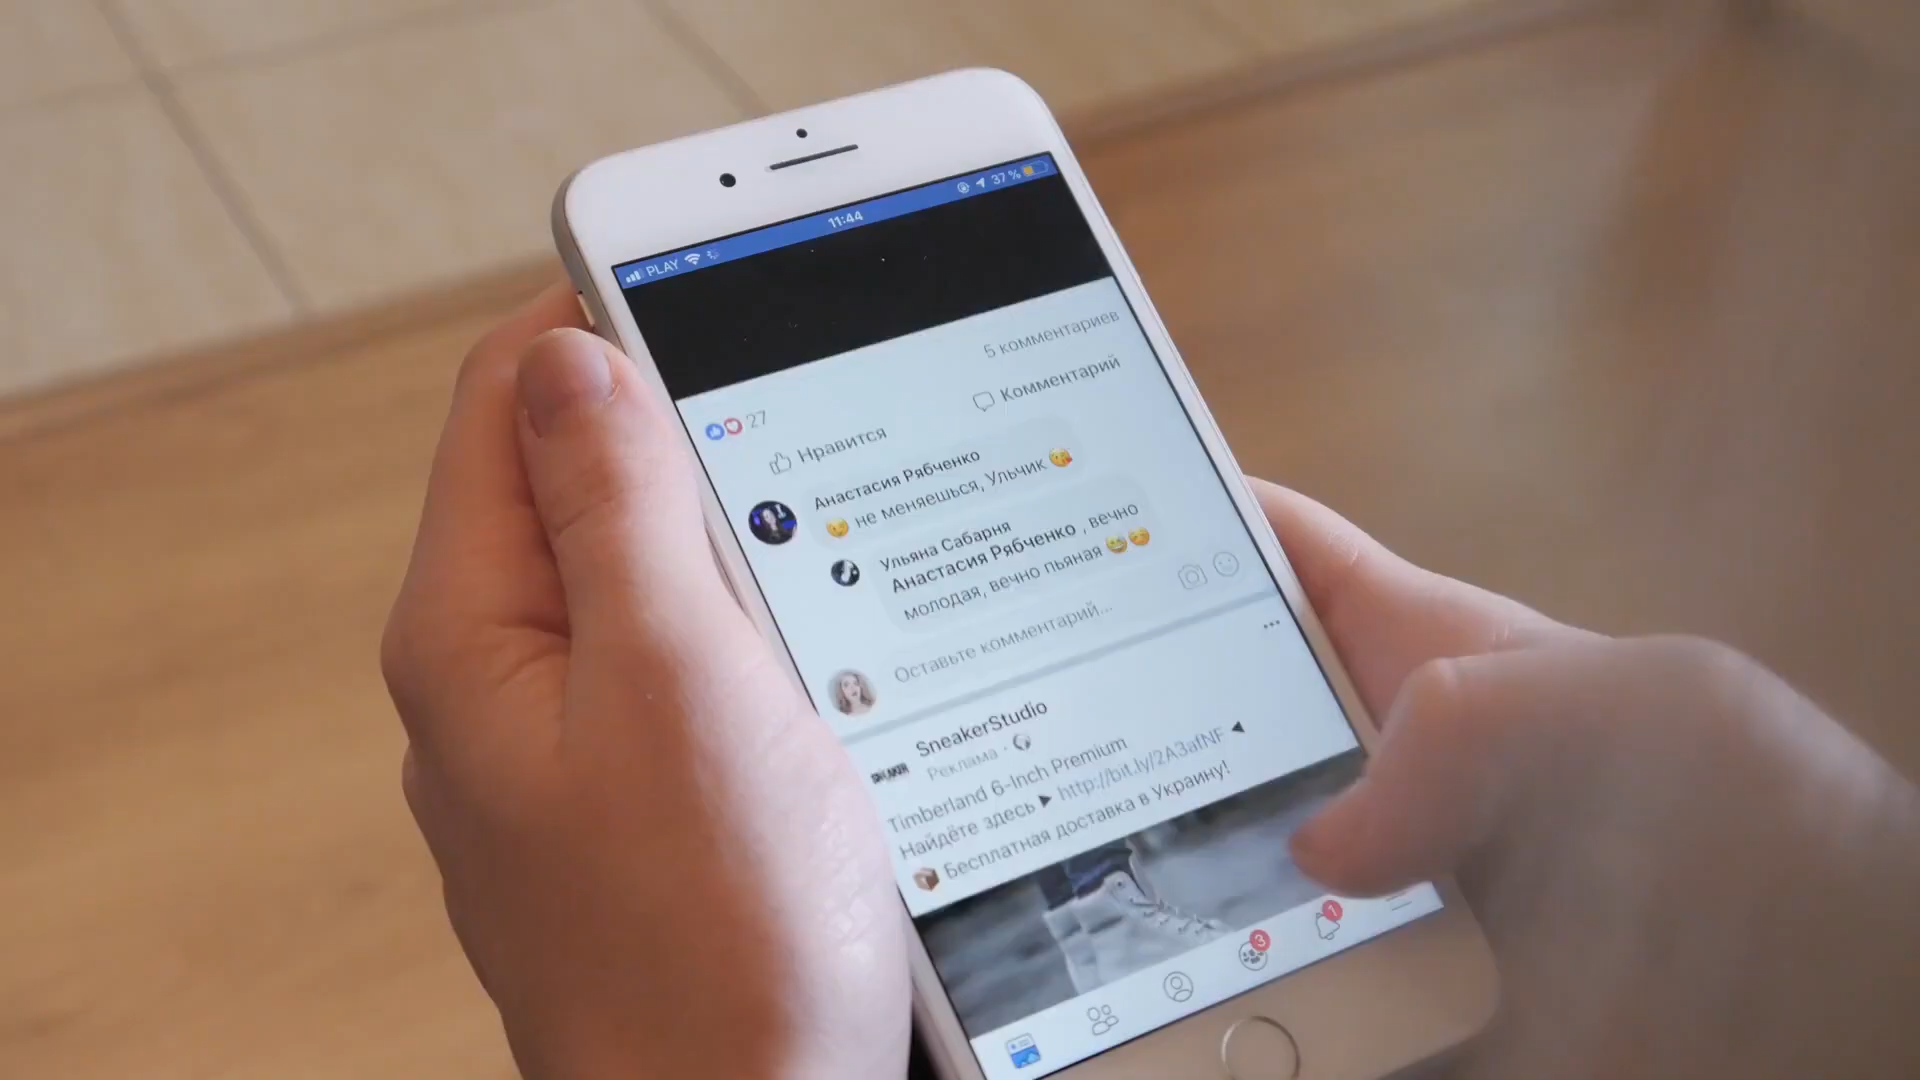 PLAY 11:44 37 %
5 комментариев
27
Нравится
Комментарий
Анастасия Рябченко
😉 не меняешься, Ульчик 😘
Ульяна Сабарня
Анастасия Рябченко , вечно
молодая, вечно пьяная
Оставьте комментарий...
SneakerStudio
Реклама ·
Timberland 6-Inch Premium
Найдёте здесь ► http://bit.ly/2A3afNF ◄
📦 Бесплатная доставка в Украину!
3
1